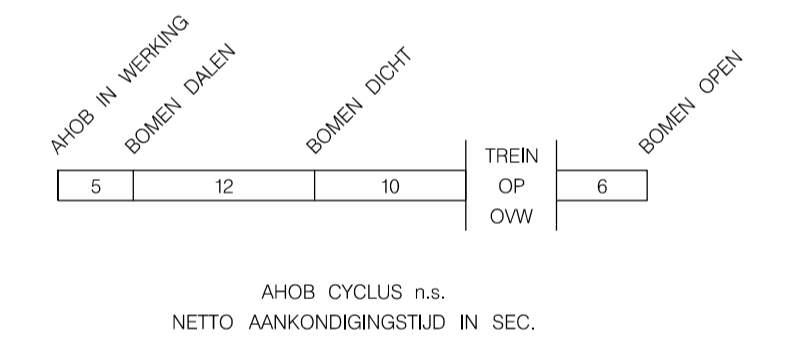 AHOB IN WERKING
BOMEN DALEN
BOMEN DICHT
BOMEN OPEN
5
12
10
TREIN
OP
OVW
6
AHOB CYCLUS n.s.
NETTO AANKONDIGINGSTIJD IN SEC.